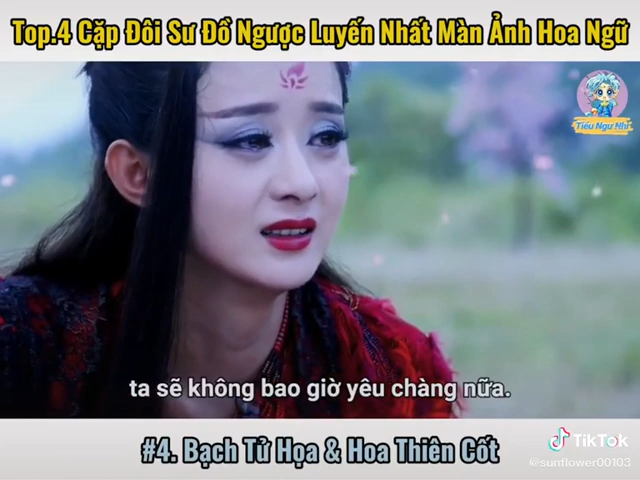 Top.4 Cặp Đôi Sư Đồ Ngược Luyến Nhất Màn Ảnh Hoa Ngữ
Tiểu Ngư Nhi
ta sẽ không bao giờ yêu chàng nữa.
#4. Bạch Tử Họa & Hoa Thiên Cốt
TikTok
@sunflower00103